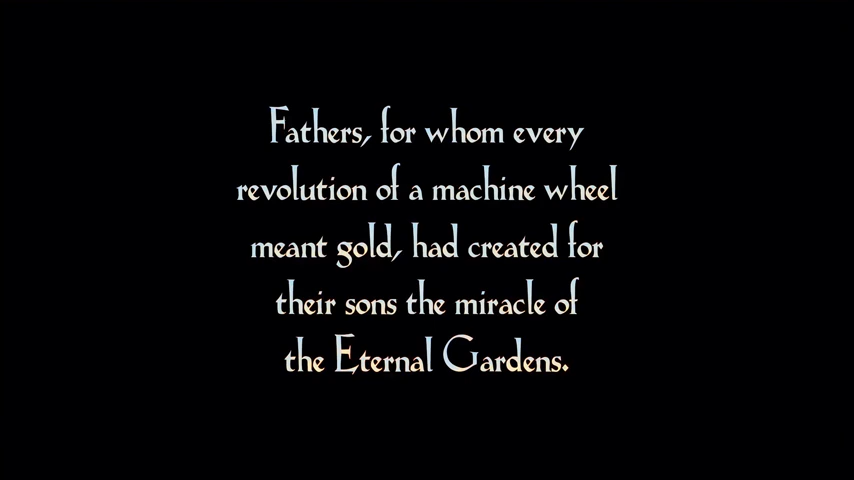 Fathers, for whom every
revolution of a machine wheel
meant gold, had created for
their sons the miracle of
the Eternal Gardens.